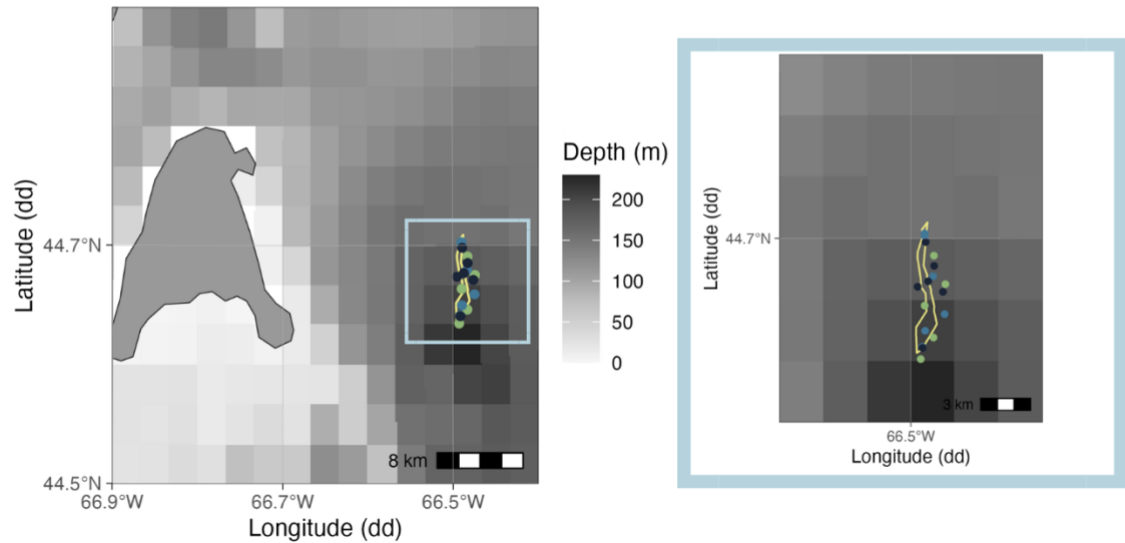 Latitude (dd)
44.7°N
44.5°N
66.9°W
66.7°W
66.5°W
Longitude (dd)
8 km
Depth (m)
200
150
100
50
0
Latitude (dd)
44.7°N
3 km
66.5°W
Longitude (dd)